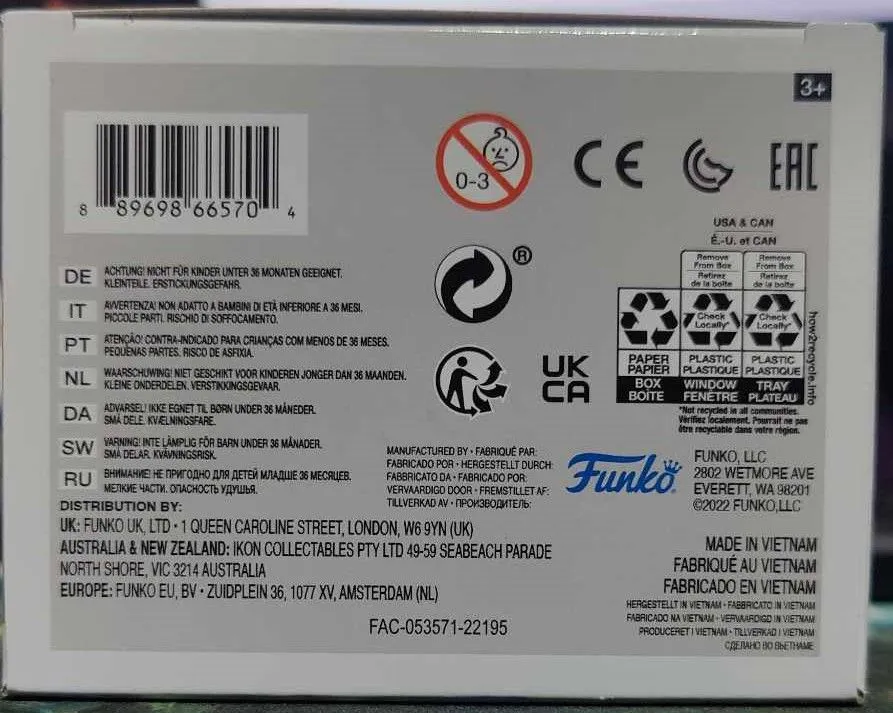 3+
8 89698 66570 4
0-3
CE
EAC
®
UK
CA
USA & CAN
É.-U. et CAN
Remove From Box
Retirez de la boîte
Remove From Box
Retirez de la boîte
Check Locally*
Check Locally*
PAPER PAPIER
PLASTIC PLASTIQUE
PLASTIC PLASTIQUE
BOX BOÎTE
WINDOW FENÊTRE
TRAY PLATEAU
how2recycle.info
*Not recycled in all communities.
Vérifiez localement. Pourrait ne pas
être recyclable dans votre région.
DE ACHTUNG! NICHT FÜR KINDER UNTER 36 MONATEN GEEIGNET.
KLEINTEILE. ERSTICKUNGSGEFAHR.
IT AVVERTENZA! NON ADATTO A BAMBINI DI ETÀ INFERIORE A 36 MESI.
PICCOLE PARTI. RISCHIO DI SOFFOCAMENTO.
PT ATENÇÃO! CONTRA-INDICADO PARA CRIANÇAS COM MENOS DE 36 MESES.
PEQUENAS PARTES. RISCO DE ASFIXIA.
NL WAARSCHUWING! NIET GESCHIKT VOOR KINDEREN JONGER DAN 36 MAANDEN.
KLEINE ONDERDELEN. VERSTIKKINGSGEVAAR.
DA ADVARSEL! IKKE EGNET TIL BØRN UNDER 36 MÅNEDER.
SMÅ DELE. KVÆLNINGSFARE.
SW VARNING! INTE LÄMPLIG FÖR BARN UNDER 36 MÅNADER.
SMÅ DELAR. KVÄVNINGSRISK.
RU ВНИМАНИЕ! НЕ ПРИГОДНО ДЛЯ ДЕТЕЙ МЛАДШЕ 36 МЕСЯЦЕВ.
МЕЛКИЕ ЧАСТИ. ОПАСНОСТЬ УДУШЬЯ.
MANUFACTURED BY • FABRIQUÉ PAR:
FABRICADO POR • HERGESTELLT DURCH:
FABBRICATO DA • FABRICADO POR:
VERVAARDIGD DOOR • FREMSTILLET AF:
TILLVERKAD AV • ПРОИЗВОДИТЕЛЬ:
Funko®
FUNKO, LLC
2802 WETMORE AVE
EVERETT, WA 98201
©2022 FUNKO,LLC
DISTRIBUTION BY:
UK: FUNKO UK, LTD • 1 QUEEN CAROLINE STREET, LONDON, W6 9YN (UK)
AUSTRALIA & NEW ZEALAND: IKON COLLECTABLES PTY LTD 49-59 SEABEACH PARADE
NORTH SHORE, VIC 3214 AUSTRALIA
EUROPE: FUNKO EU, BV • ZUIDPLEIN 36, 1077 XV, AMSTERDAM (NL)
FAC-053571-22195
MADE IN VIETNAM
FABRIQUÉ AU VIETNAM
FABRICADO EN VIETNAM
HERGESTELLT IN VIETNAM • FABBRICATO IN VIETNAM
FABRICADO NA VIETNAM • VERVAARDIGD IN VIETNAM
PRODUCERET I VIETNAM • TILLVERKAD I VIETNAM
СДЕЛАНО ВО ВЬЕТНАМЕ